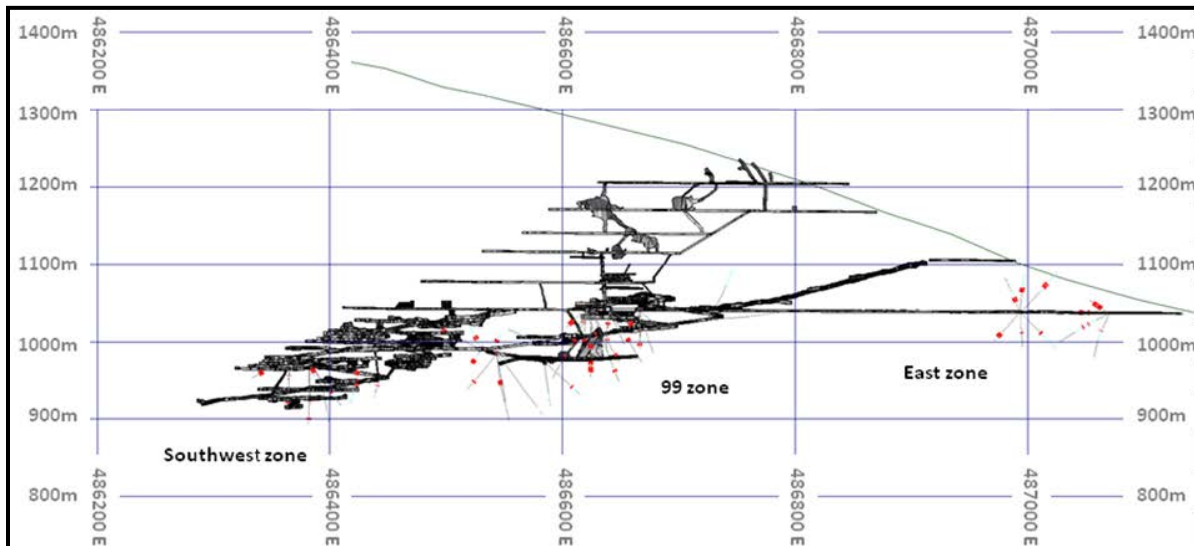 486200 E
486400 E
486600 E
486800 E
487000 E
1400m
1400m
1300m
1300m
1200m
1200m
1100m
1100m
1000m
1000m
900m
900m
800m
800m
99 zone
East zone
Southwest zone
486200 E
486400 E
486600 E
486800 E
487000 E